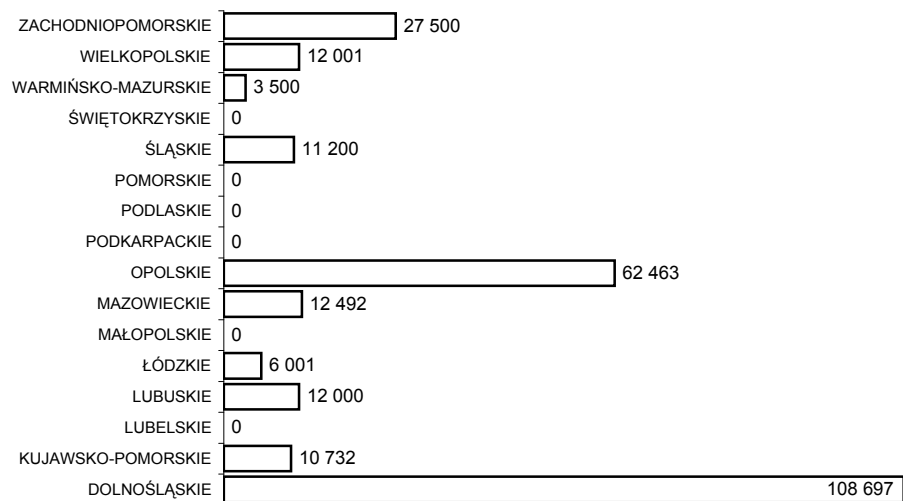 ZACHODNIOPOMORSKIE 27 500
WIELKOPOLSKIE 12 001
WARMIŃSKO-MAZURSKIE 3 500
ŚWIĘTOKRZYSKIE 0
ŚLĄSKIE 11 200
POMORSKIE 0
PODLASKIE 0
PODKARPACKIE 0
OPOLSKIE 62 463
MAZOWIECKIE 12 492
MAŁOPOLSKIE 0
ŁÓDZKIE 6 001
LUBUSKIE 12 000
LUBELSKIE 0
KUJAWSKO-POMORSKIE 10 732
DOLNOŚLĄSKIE 108 697